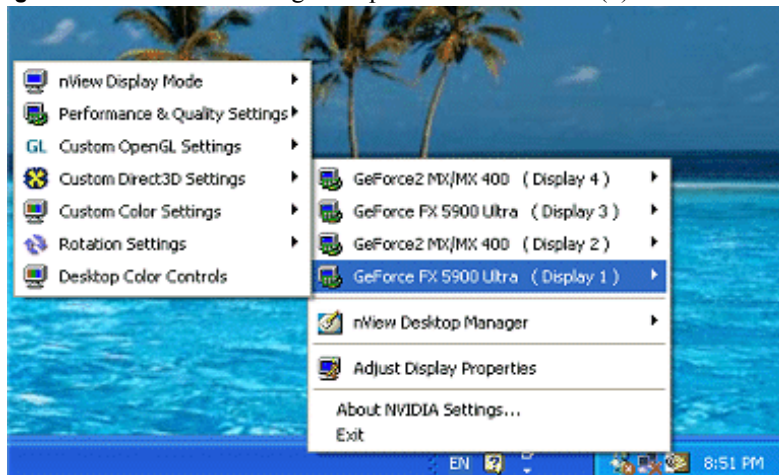 nView Display Mode
Performance & Quality Settings
GL Custom OpenGL Settings
Custom Direct3D Settings
Custom Color Settings
Rotation Settings
Desktop Color Controls
GeForce2 MX/MX 400 ( Display 4 )
GeForce FX 5900 Ultra ( Display 3 )
GeForce2 MX/MX 400 ( Display 2 )
GeForce FX 5900 Ultra ( Display 1 )
nView Desktop Manager
Adjust Display Properties
About NVIDIA Settings...
Exit
EN
8:51 PM